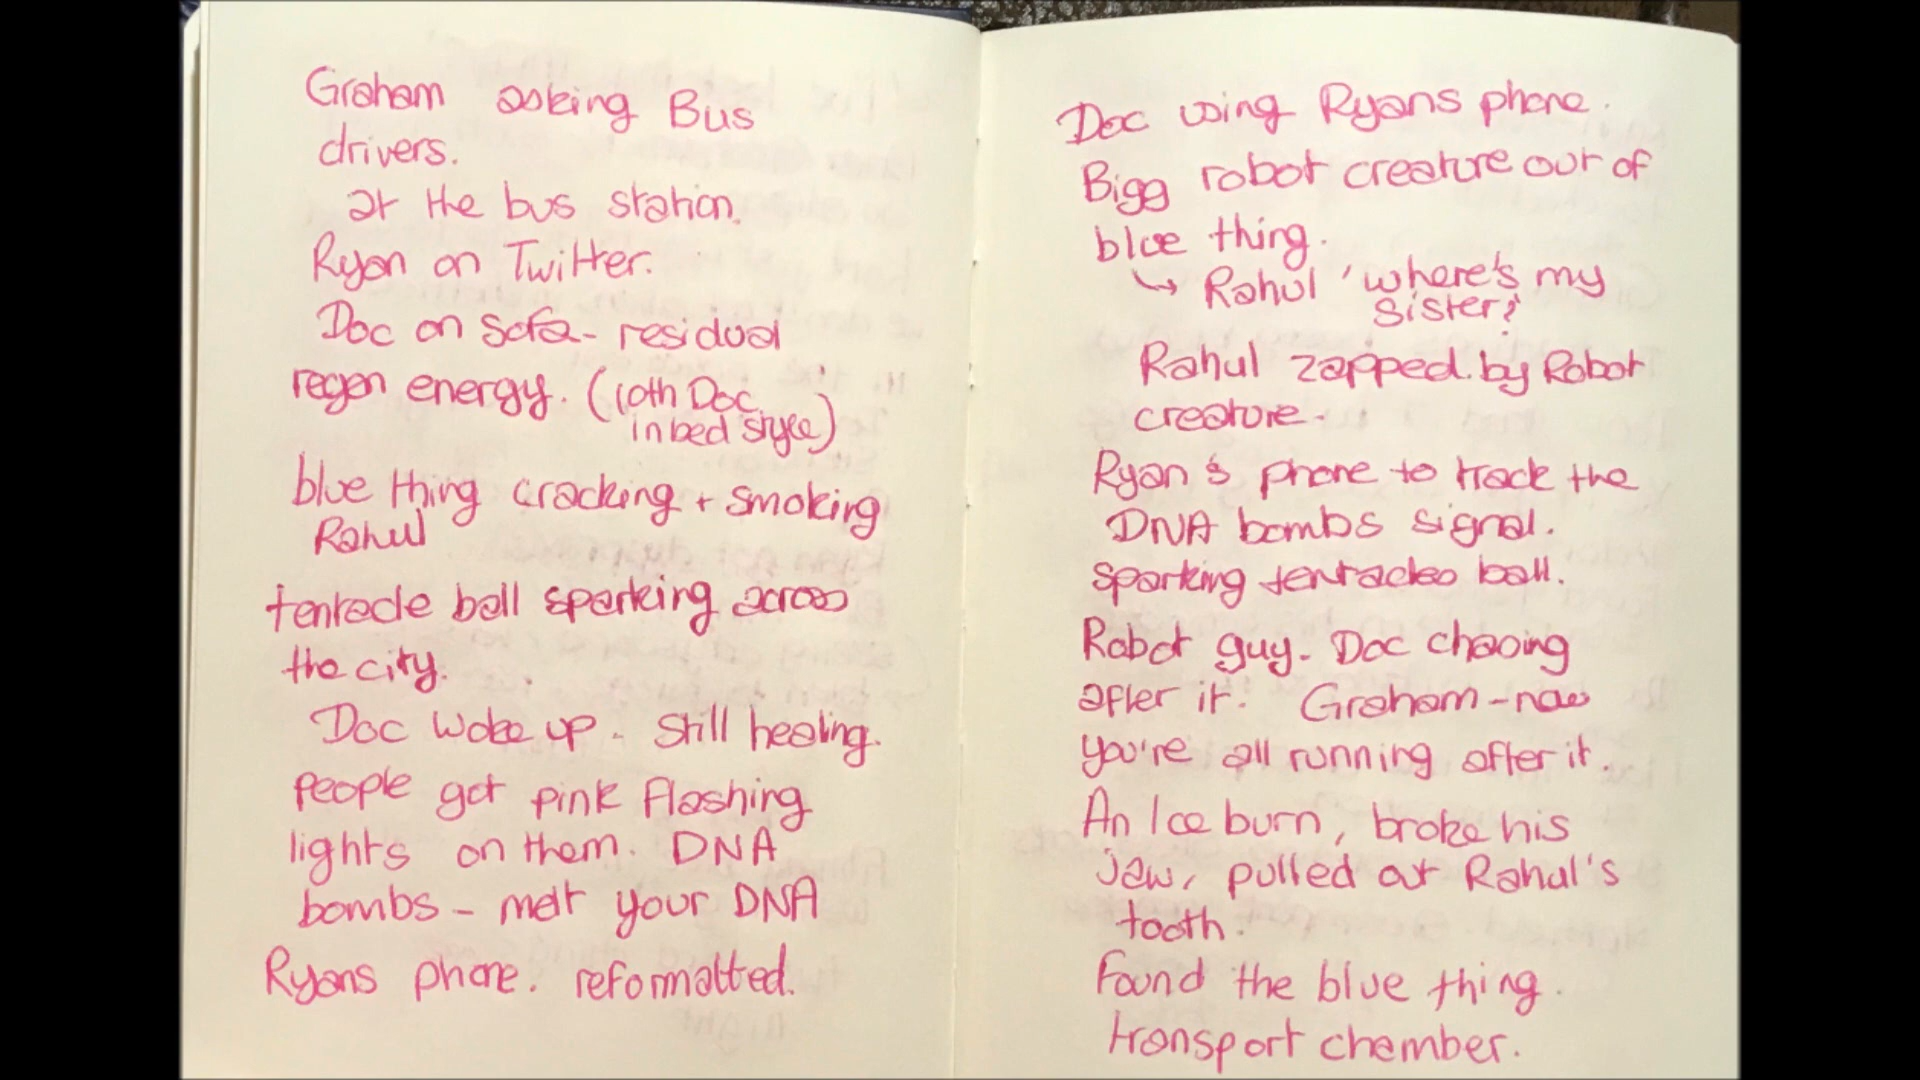 Graham asking Bus
drivers.
at the bus station.
Ryan on Twitter.
Doc on sofa - residual
regen energy. (10th Doc
in bed style)
blue thing cracking + smoking
Rahul
tentacle ball sparking across
the city.
Doc woke up - still healing.
people got pink flashing
lights on them. DNA
bombs - melt your DNA
Ryans phone. reformatted.
Doc using Ryans phone.
Bigg robot creature out of
blue thing.
→ Rahul 'where's my
sister?'
Rahul zapped by Robot
creature -
Ryan's phone to track the
DNA bombs signal.
sparking tentacles ball.
Robot guy. Doc chasing
after it. Graham - now
you're all running after it.
An Ice burn, broke his
jaw, pulled out Rahul's
tooth.
Found the blue thing.
transport chamber.